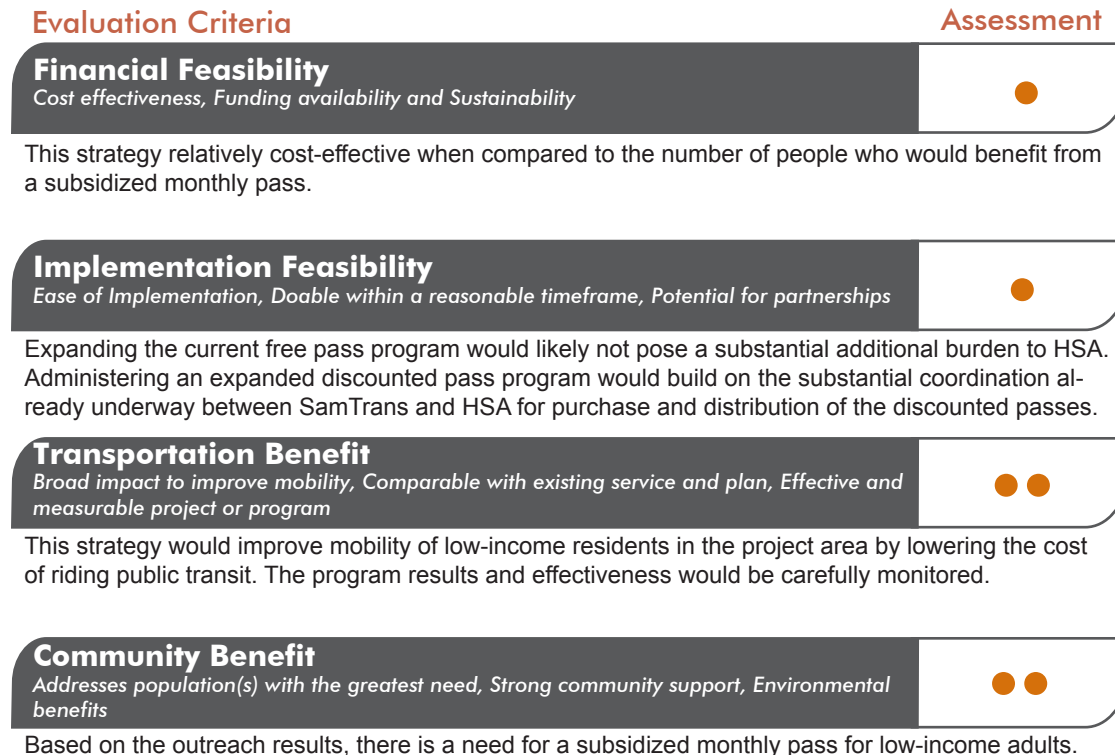 Evaluation Criteria
Assessment
Financial Feasibility
Cost effectiveness, Funding availability and Sustainability
This strategy relatively cost-effective when compared to the number of people who would benefit from
a subsidized monthly pass.
Implementation Feasibility
Ease of Implementation, Doable within a reasonable timeframe, Potential for partnerships
Expanding the current free pass program would likely not pose a substantial additional burden to HSA.
Administering an expanded discounted pass program would build on the substantial coordination al-
ready underway between SamTrans and HSA for purchase and distribution of the discounted passes.
Transportation Benefit
Broad impact to improve mobility, Comparable with existing service and plan, Effective and
measurable project or program
This strategy would improve mobility of low-income residents in the project area by lowering the cost
of riding public transit. The program results and effectiveness would be carefully monitored.
Community Benefit
Addresses population(s) with the greatest need, Strong community support, Environmental
benefits
Based on the outreach results, there is a need for a subsidized monthly pass for low-income adults.